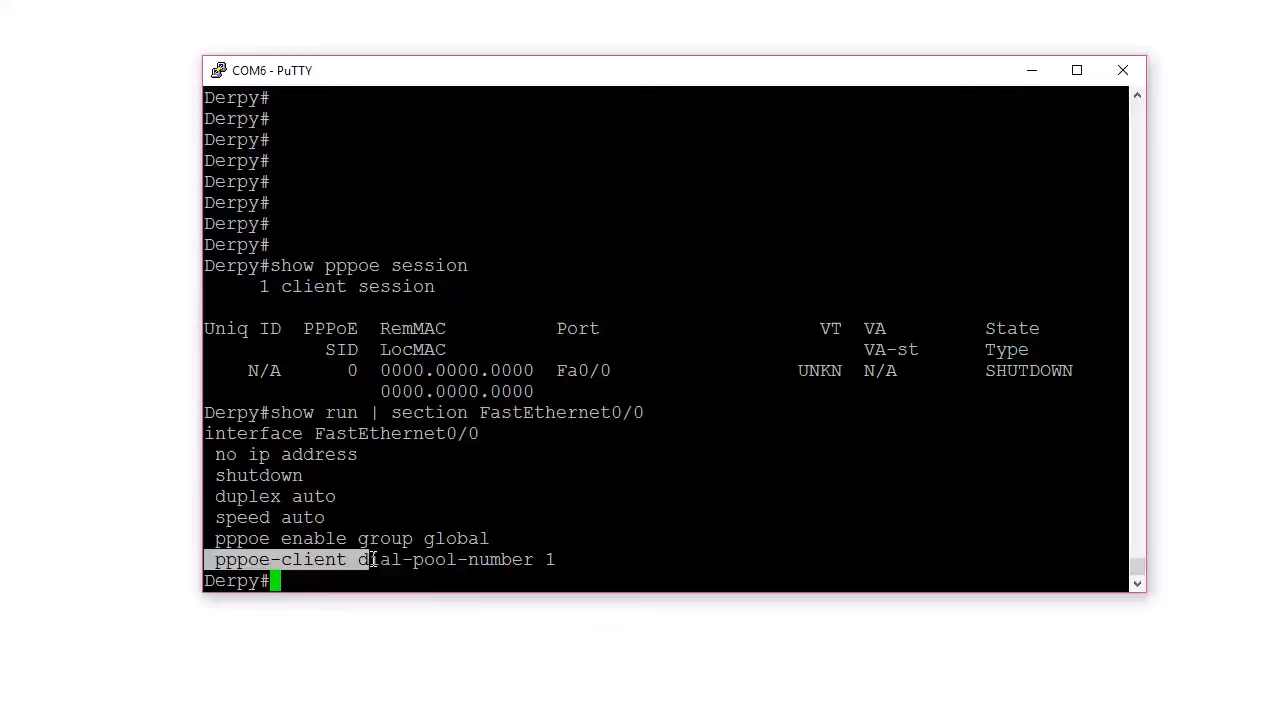 COM6 - PuTTY
Derpy#
Derpy#
Derpy#
Derpy#
Derpy#
Derpy#
Derpy#
Derpy#
Derpy#show pppoe session
1 client session
Uniq ID PPPoE RemMAC Port VT VA State
SID LocMAC VA-st Type
N/A 0 0000.0000.0000 Fa0/0 UNKN N/A SHUTDOWN
0000.0000.0000
Derpy#show run | section FastEthernet0/0
interface FastEthernet0/0
no ip address
shutdown
duplex auto
speed auto
pppoe enable group global
pppoe-client dial-pool-number 1
Derpy#